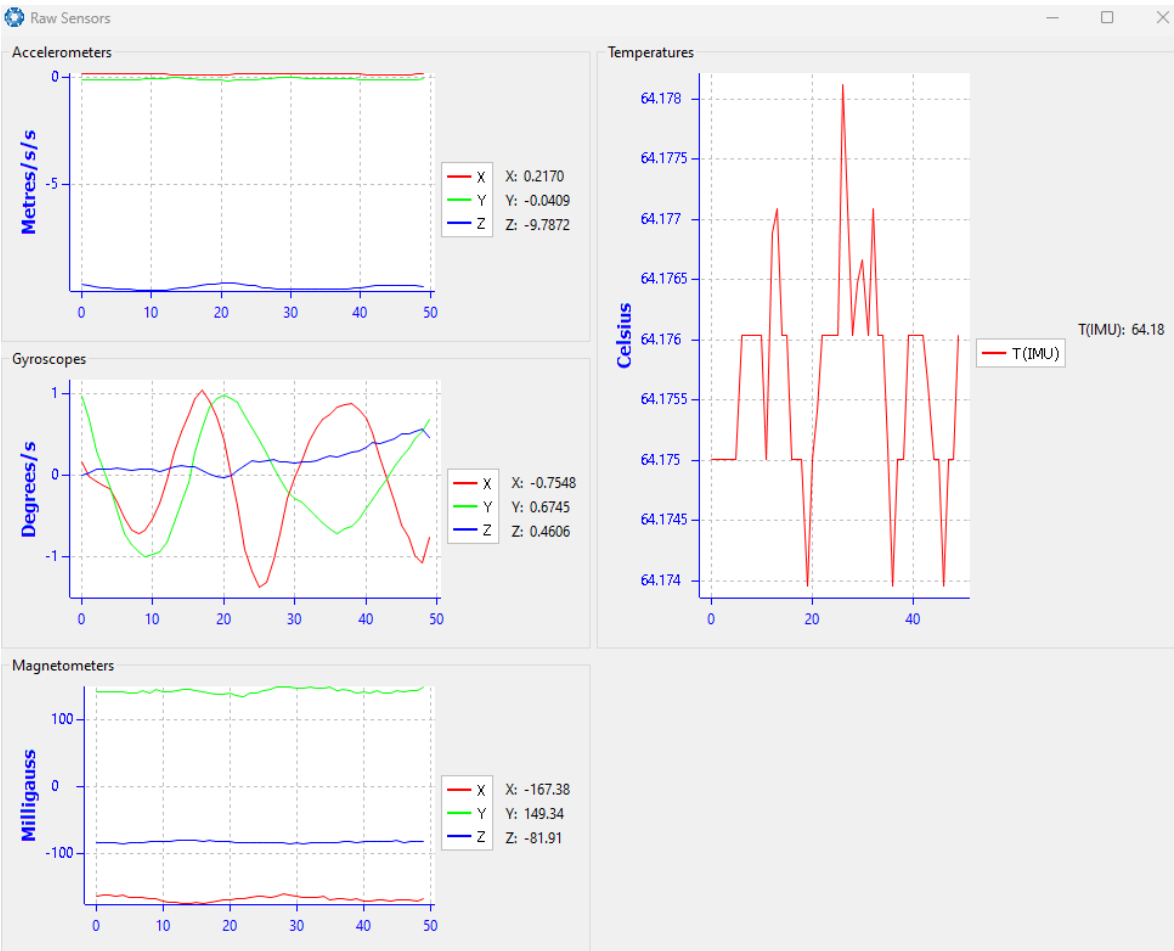 Raw Sensors
Accelerometers
Metres/s/s
0
-5
0 10 20 30 40 50
X X: 0.2170
Y Y: -0.0409
Z Z: -9.7872
Gyroscopes
Degrees/s
1
0
-1
0 10 20 30 40 50
X X: -0.7548
Y Y: 0.6745
Z Z: 0.4606
Magnetometers
Milligauss
100
0
-100
0 10 20 30 40 50
X X: -167.38
Y Y: 149.34
Z Z: -81.91
Temperatures
Celsius
64.178
64.1775
64.177
64.1765
64.176
64.1755
64.175
64.1745
64.174
0 20 40
T(IMU)
T(IMU): 64.18